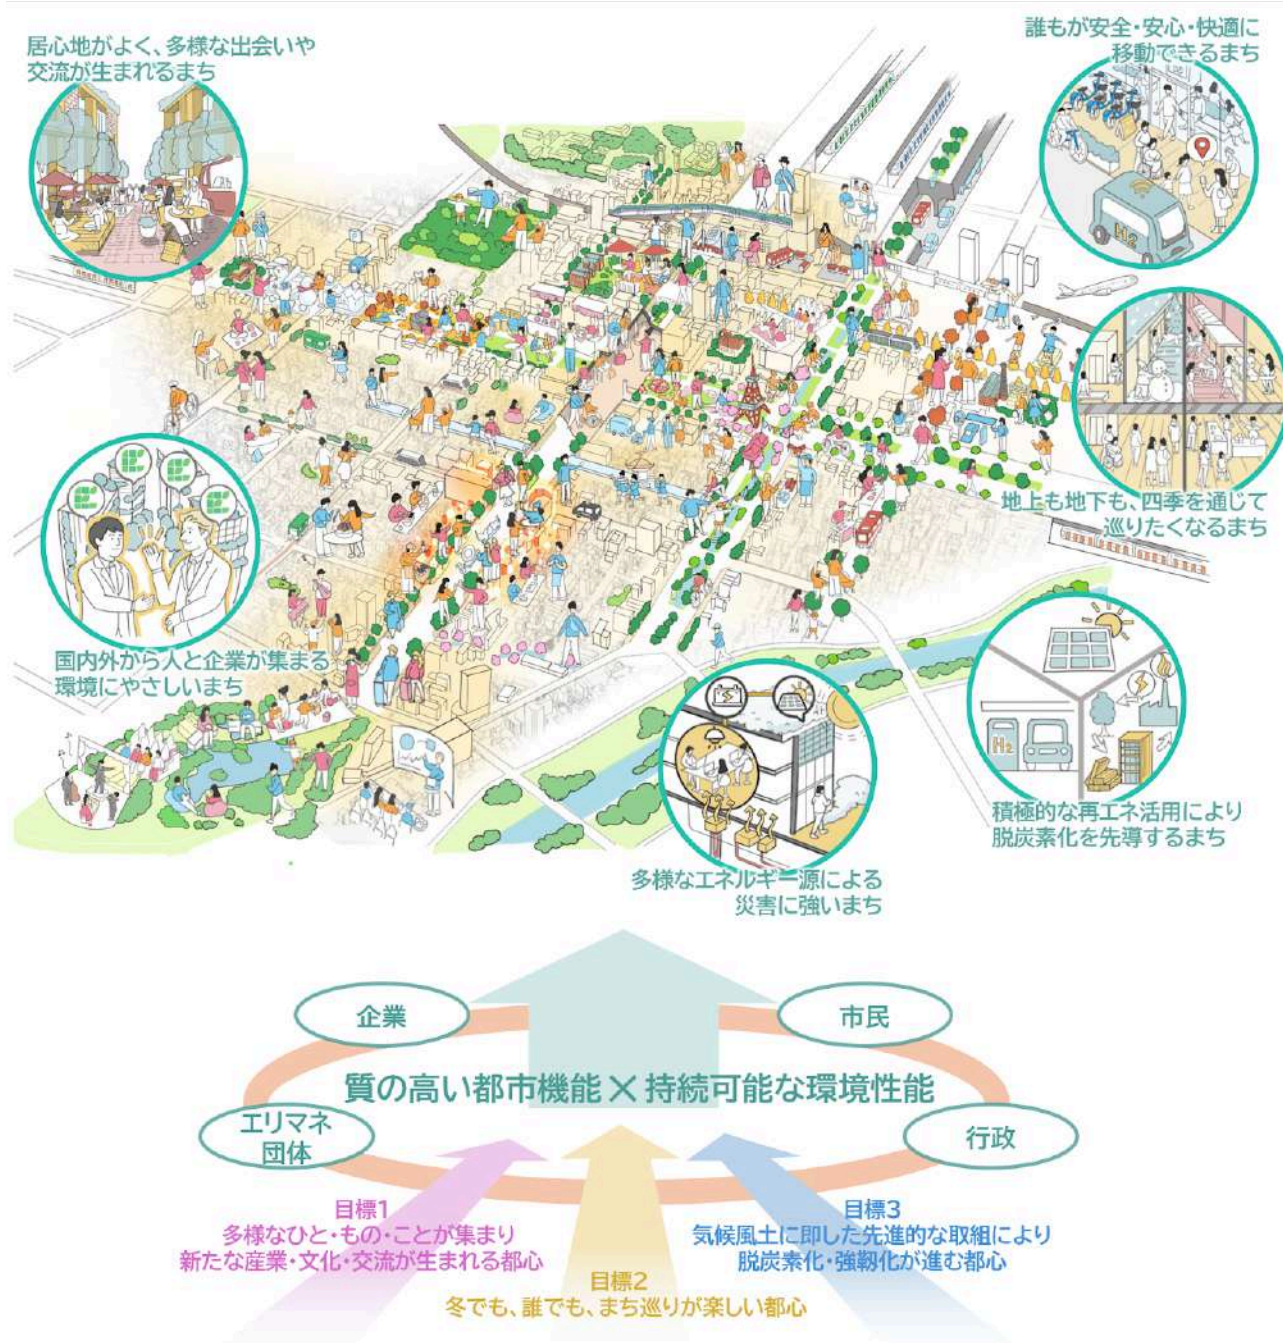 居心地がよく、多様な出会いや
交流が生まれるまち
誰もが安全・安心・快適に
移動できるまち
H2
地上も地下も、四季を通じて
巡りたくなるまち
国内外から人と企業が集まる
環境にやさしいまち
H2
積極的な再エネ活用により
脱炭素化を先導するまち
多様なエネルギー源による
災害に強いまち
企業
市民
質の高い都市機能×持続可能な環境性能
エリマネ
団体
行政
目標1
多様なひと・もの・ことが集まり
新たな産業・文化・交流が生まれる都心
目標2
冬でも、誰でも、まち巡りが楽しい都心
目標3
気候風土に即した先進的な取組により
脱炭素化・強靱化が進む都心